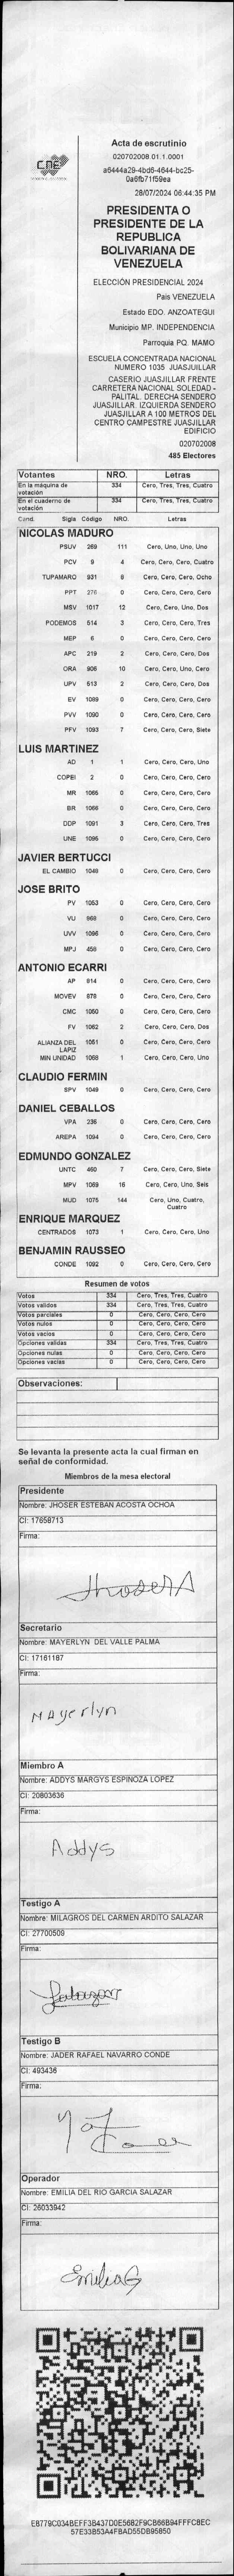 CNE
Acta de escrutinio
020702008.01.1.0001
a6444a29-4bd6-4644-bc25-
0a6fb71f59ea
28/07/2024 06:44:35 PM
PRESIDENTA O
PRESIDENTE DE LA
REPUBLICA
BOLIVARIANA DE
VENEZUELA
ELECCIÓN PRESIDENCIAL 2024
Pais VENEZUELA
Estado EDO. ANZOATEGUI
Municipio MP. INDEPENDENCIA
Parroquia PQ. MAMO
ESCUELA CONCENTRADA NACIONAL
NUMERO 1035 JUASJUILLAR
CASERIO JUASJILLAR FRENTE
CARRETERA NACIONAL SOLEDAD -
PALITAL. DERECHA SENDERO
JUASJILLAR. IZQUIERDA SENDERO
JUASJILLAR A 100 METROS DEL
CENTRO CAMPESTRE JUASJILLAR
EDIFICIO
020702008
485 Electores
Votantes NRO. Letras
En la máquina de votación 334 Cero, Tres, Tres, Cuatro
En el cuaderno de votación 334 Cero, Tres, Tres, Cuatro
Cand. Sigla Código NRO. Letras
NICOLAS MADURO
PSUV 269 111 Cero, Uno, Uno, Uno
PCV 9 4 Cero, Cero, Cero, Cuatro
TUPAMARO 931 8 Cero, Cero, Cero, Ocho
PPT 276 0 Cero, Cero, Cero, Cero
MSV 1017 12 Cero, Cero, Uno, Dos
PODEMOS 514 3 Cero, Cero, Cero, Tres
MEP 6 0 Cero, Cero, Cero, Cero
APC 219 2 Cero, Cero, Cero, Dos
ORA 906 10 Cero, Cero, Uno, Cero
UPV 513 2 Cero, Cero, Cero, Dos
EV 1089 0 Cero, Cero, Cero, Cero
PVV 1090 0 Cero, Cero, Cero, Cero
PFV 1093 7 Cero, Cero, Cero, Siete
LUIS MARTINEZ
AD 1 1 Cero, Cero, Cero, Uno
COPEI 2 0 Cero, Cero, Cero, Cero
MR 1065 0 Cero, Cero, Cero, Cero
BR 1066 0 Cero, Cero, Cero, Cero
DDP 1091 3 Cero, Cero, Cero, Tres
UNE 1095 0 Cero, Cero, Cero, Cero
JAVIER BERTUCCI
EL CAMBIO 1048 0 Cero, Cero, Cero, Cero
JOSE BRITO
PV 1053 0 Cero, Cero, Cero, Cero
VU 968 0 Cero, Cero, Cero, Cero
UVV 1096 0 Cero, Cero, Cero, Cero
MPJ 458 0 Cero, Cero, Cero, Cero
ANTONIO ECARRI
AP 814 0 Cero, Cero, Cero, Cero
MOVEV 879 0 Cero, Cero, Cero, Cero
CMC 1050 0 Cero, Cero, Cero, Cero
FV 1062 2 Cero, Cero, Cero, Dos
ALIANZA DEL LAPIZ 1051 0 Cero, Cero, Cero, Cero
MIN UNIDAD 1068 1 Cero, Cero, Cero, Uno
CLAUDIO FERMIN
SPV 1049 0 Cero, Cero, Cero, Cero
DANIEL CEBALLOS
VPA 236 0 Cero, Cero, Cero, Cero
AREPA 1094 0 Cero, Cero, Cero, Cero
EDMUNDO GONZALEZ
UNTC 460 7 Cero, Cero, Cero, Siete
MPV 1069 16 Cero, Cero, Uno, Seis
MUD 1075 144 Cero, Uno, Cuatro,
Cuatro
ENRIQUE MARQUEZ
CENTRADOS 1073 1 Cero, Cero, Cero, Uno
BENJAMIN RAUSSEO
CONDE 1092 0 Cero, Cero, Cero, Cero
Resumen de votos
Votos 334 Cero, Tres, Tres, Cuatro
Votos validos 334 Cero, Tres, Tres, Cuatro
Votos parciales 0 Cero, Cero, Cero, Cero
Votos nulos 0 Cero, Cero, Cero, Cero
Votos vacios 0 Cero, Cero, Cero, Cero
Opciones validas 334 Cero, Tres, Tres, Cuatro
Opciones nulas 0 Cero, Cero, Cero, Cero
Opciones vacias 0 Cero, Cero, Cero, Cero
Observaciones:
Se levanta la presente acta la cual firman en
señal de conformidad.
Miembros de la mesa electoral
Presidente
Nombre: JHOSER ESTEBAN ACOSTA OCHOA
CI: 17658713
Firma:
JhoserA
Secretario
Nombre: MAYERLYN DEL VALLE PALMA
CI: 17161187
Firma:
Mayerlyn
Miembro A
Nombre: ADDYS MARGYS ESPINOZA LOPEZ
CI: 20803636
Firma:
Addys
Testigo A
Nombre: MILAGROS DEL CARMEN ARDITO SALAZAR
CI: 27700509
Firma:
Salazar
Testigo B
Nombre: JADER RAFAEL NAVARRO CONDE
CI: 493436
Firma:
Operador
Nombre: EMILIA DEL RIO GARCIA SALAZAR
CI: 26033942
Firma:
EmiliaG
E8779C034BEFF3B437D0E5682F9CB66B94FFFC8EC
57E33B53A4FBAD55DB95850